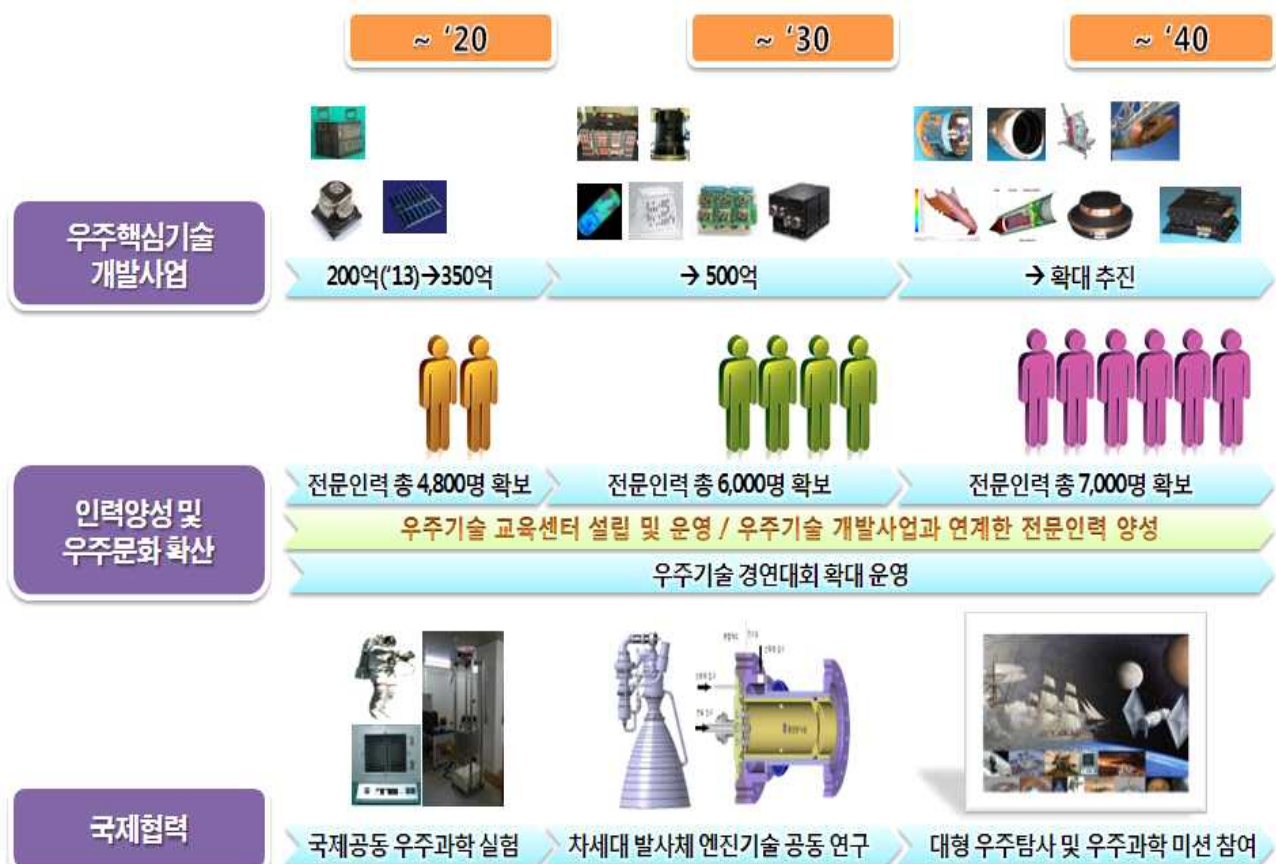 ~ ‘20
~ ‘30
~ ‘40
우주핵심기술
개발사업
200억(‘13)→350억
→ 500억
→ 확대 추진
인력양성 및
우주문화 확산
전문인력 총 4,800명 확보
전문인력 총 6,000명 확보
전문인력 총 7,000명 확보
우주기술 교육센터 설립 및 운영 / 우주기술 개발사업과 연계한 전문인력 양성
우주기술 경연대회 확대 운영
국제협력
국제공동 우주과학 실험
차세대 발사체 엔진기술 공동 연구
대형 우주탐사 및 우주과학 미션 참여